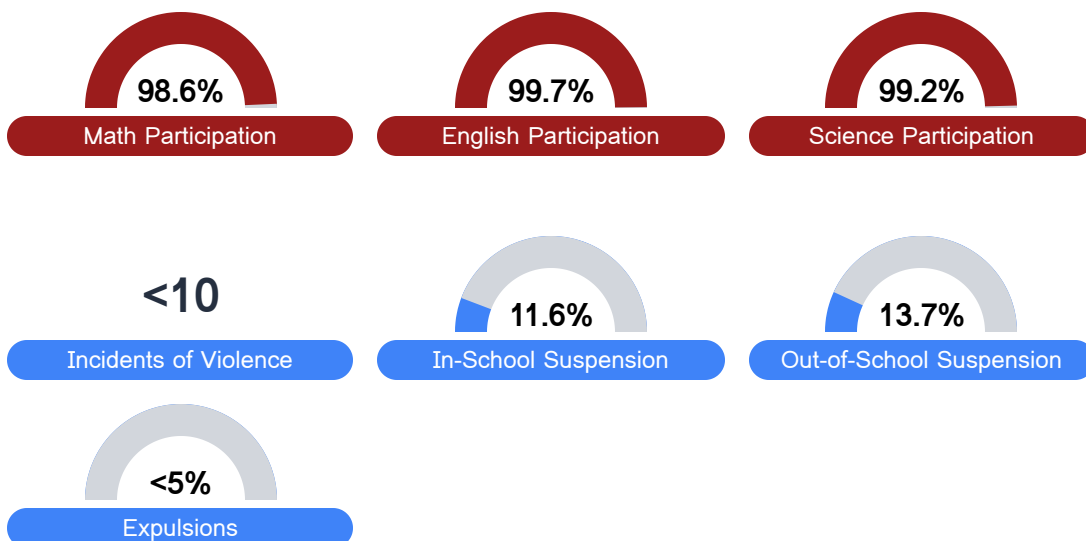 98.6%
Math Participation
99.7%
English Participation
99.2%
Science Participation
<10
Incidents of Violence
11.6%
In-School Suspension
13.7%
Out-of-School Suspension
<5%
Expulsions